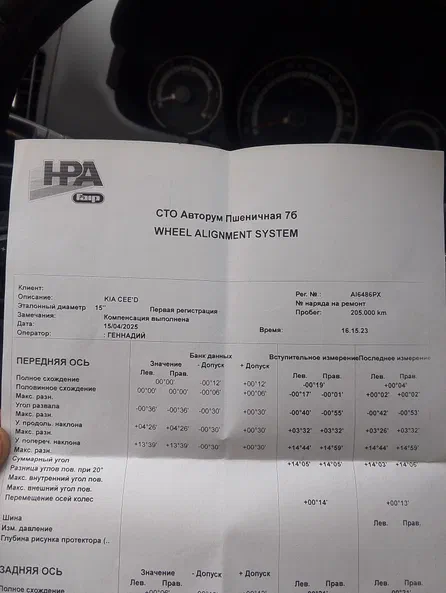 HPA
faip
СТО Авторум Пшеничная 7б
WHEEL ALIGNMENT SYSTEM
Клиент:
Описание: KIA CEE'D Рег. № : AI6486PX
Эталонный диаметр 15" Первая регистрация № наряда на ремонт
Замечания: Компенсация выполнена Пробег: 205,000 km
Дата: 15/04/2025
Оператор: : ГЕННАДИЙ Время: 16.15.23
Банк данных Вступительное измерение Последнее измерение
ПЕРЕДНЯЯ ОСЬ Значение - Допуск + Допуск
Лев. Прав. Лев. Прав. Лев. Прав.
Полное схождение 00°00' -00°12' +00°12' -00°19' +00°04'
Половинное схождение 00°00' 00°00' -00°06' +00°06' -00°17' -00°01' +00°02' +00°02'
Макс. разн.
Угол развала -00°36' -00°36' -00°30' +00°30' -00°40' -00°55' -00°42' -00°53'
Макс. разн.
У продоль. наклона +04°26' +04°26' -00°30' +00°30' +03°32' +03°32' +03°26' +03°32'
Макс. разн.
У попереч. наклона +13°39' +13°39' -00°30' +00°30' +14°44' +14°59' +14°44' +14°59'
Макс. разн.
Суммарный угол +14°05' +14°05' +14°03' +14°06'
Разница углов пов. при 20°
Макс. внутренний угол пов.
Макс. внешний угол пов.
Перемещение осей колес +00°14' +00°13'
Шина Лев. Прав.
Изм. давление
Глубина рисунка протектора (..
ЗАДНЯЯ ОСЬ Значение - Допуск + Допуск
Лев. Прав. Лев. Прав. Лев. Прав.
Полное схождение